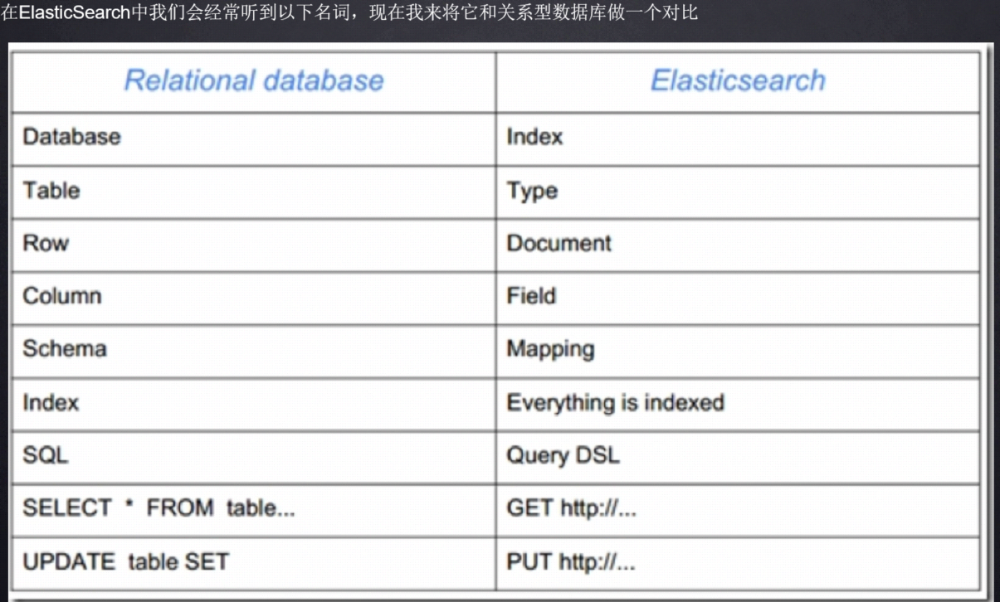 在ElasticSearch中我们会经常听到以下名词，现在我来将它和关系型数据库做一个对比
Relational database Elasticsearch
Database Index
Table Type
Row Document
Column Field
Schema Mapping
Index Everything is indexed
SQL Query DSL
SELECT * FROM table... GET http://...
UPDATE table SET PUT http://...